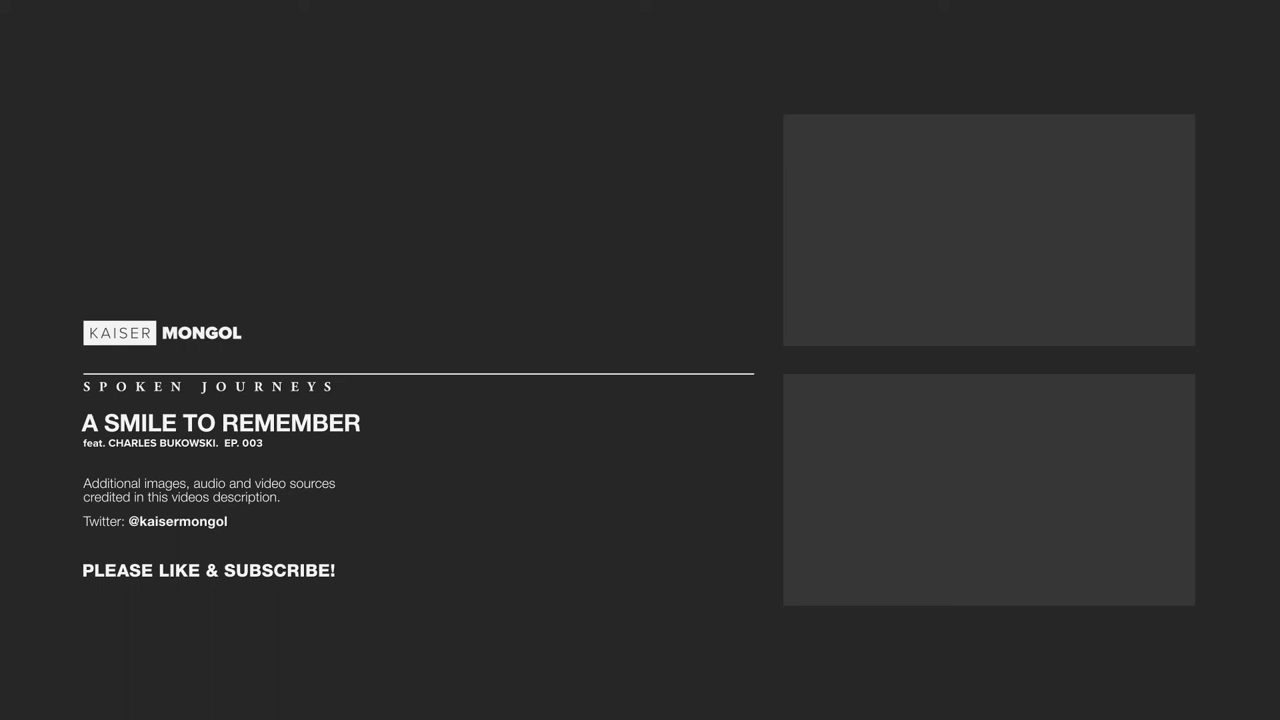 KAISER MONGOL
SPOKEN JOURNEYS
A SMILE TO REMEMBER
feat. CHARLES BUKOWSKI. EP. 003
Additional images, audio and video sources
credited in this videos description.
Twitter: @kaisermongol
PLEASE LIKE & SUBSCRIBE!